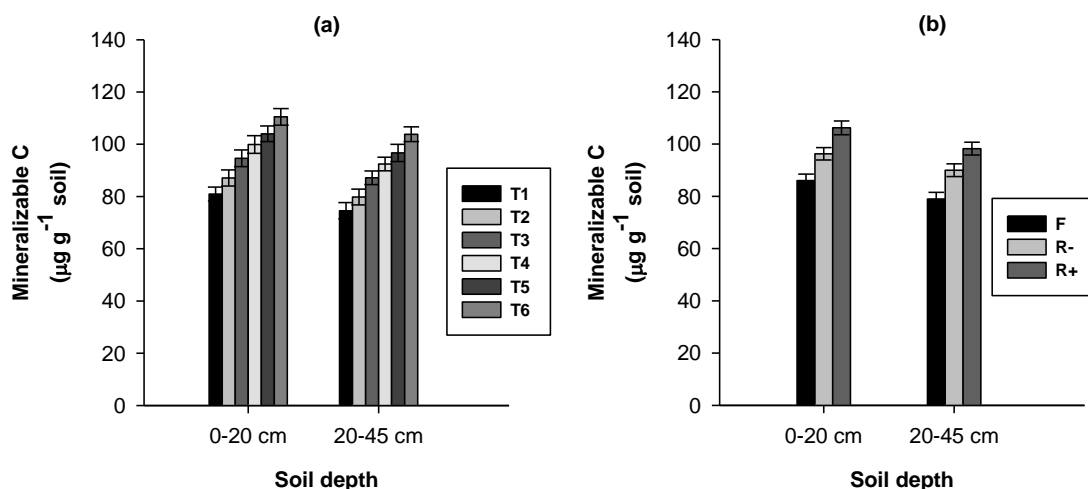 (a)
Mineralizable C
(µg g-1 soil)
140
120
100
80
60
40
20
0
0-20 cm
20-45 cm
Soil depth
T1
T2
T3
T4
T5
T6
(b)
Mineralizable C
(µg g-1 soil)
140
120
100
80
60
40
20
0
0-20 cm
20-45 cm
Soil depth
F
R-
R+